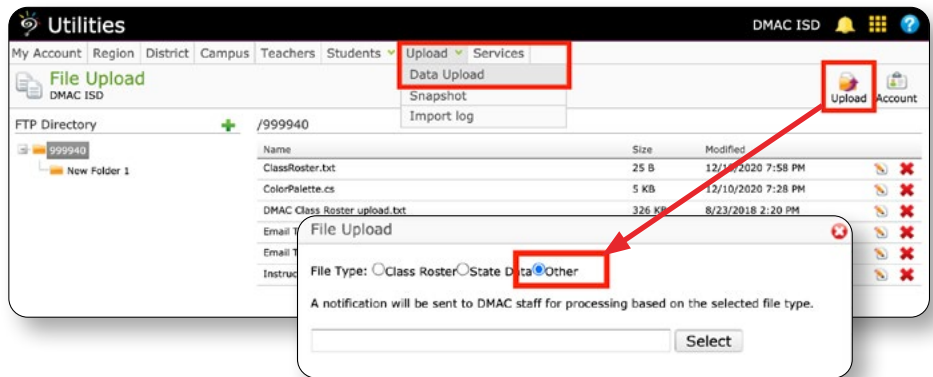 Utilities DMAC ISD
My Account Region District Campus Teachers Students Upload Services
File Upload
DMAC ISD
Data Upload
Snapshot
Import log
Upload Account
FTP Directory /999940
999940
New Folder 1
Name Size Modified
ClassRoster.txt 25 B 7:58 PM
ColorPalette.cs 5 KB 12/10/2020 7:28 PM
DMAC Class Roster upload.txt 326 KB 8/23/2018 2:20 PM
Email
Email
File Upload
File Type: Class Roster State Data Other
A notification will be sent to DMAC staff for processing based on the selected file type.
Select